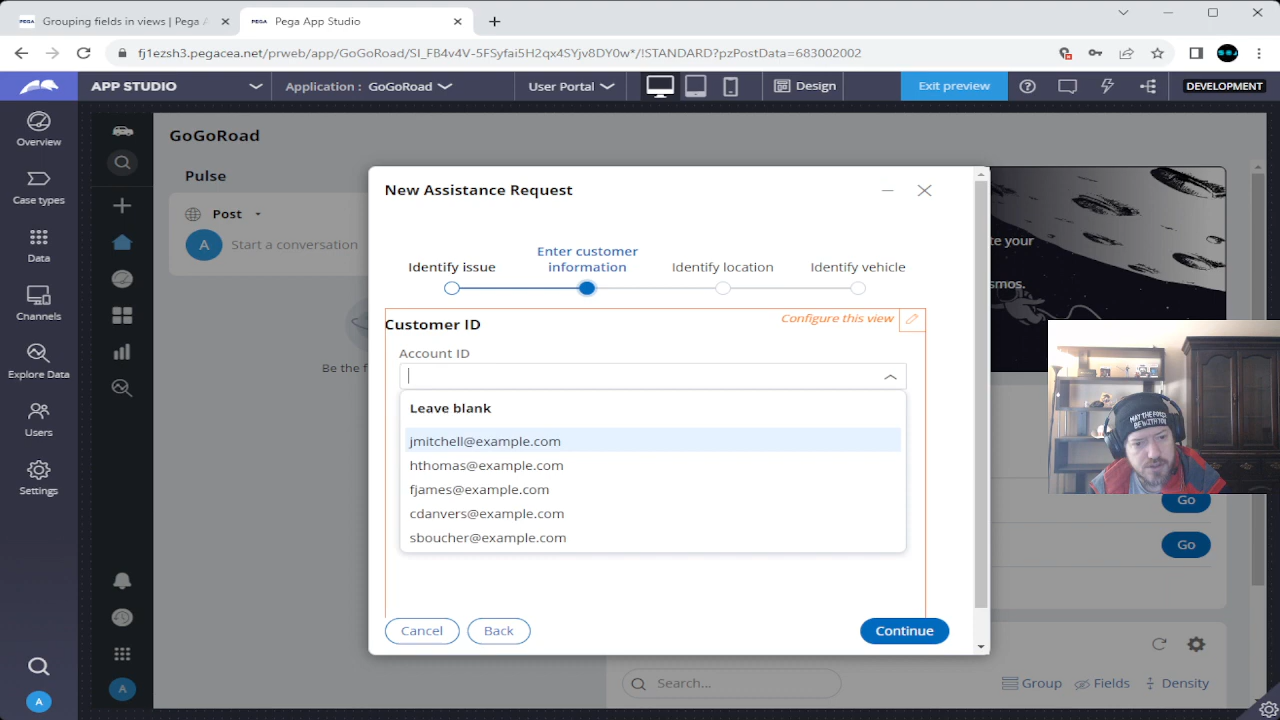 PEGA Grouping fields in views | Pega A
PEGA Pega App Studio
fj1ezsh3.pegacea.net/prweb/app/GoGoRoad/SI_FB4v4V-5FSyfai5H2qx4SYjv8DY0w*/!STANDARD?pzPostData=683002002
APP STUDIO
Application : GoGoRoad
User Portal
Design
Exit preview
DEVELOPMENT
Overview
Case types
Data
Channels
Explore Data
Users
Settings
A
GoGoRoad
Pulse
Post
A Start a conversation
Be the f
A
te your
smos.
New Assistance Request
Identify issue
Enter customer
information
Identify location
Identify vehicle
Customer ID
Configure this view
Account ID
Leave blank
jmitchell@example.com
hthomas@example.com
fjames@example.com
cdanvers@example.com
sboucher@example.com
Cancel
Back
Continue
MAY THE FORCE
BE WITH YOU
Go
Go
Search...
Group
Fields
Density